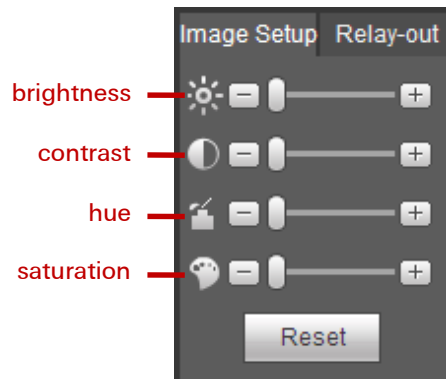 Image Setup Relay-out
brightness
contrast
hue
saturation
Reset